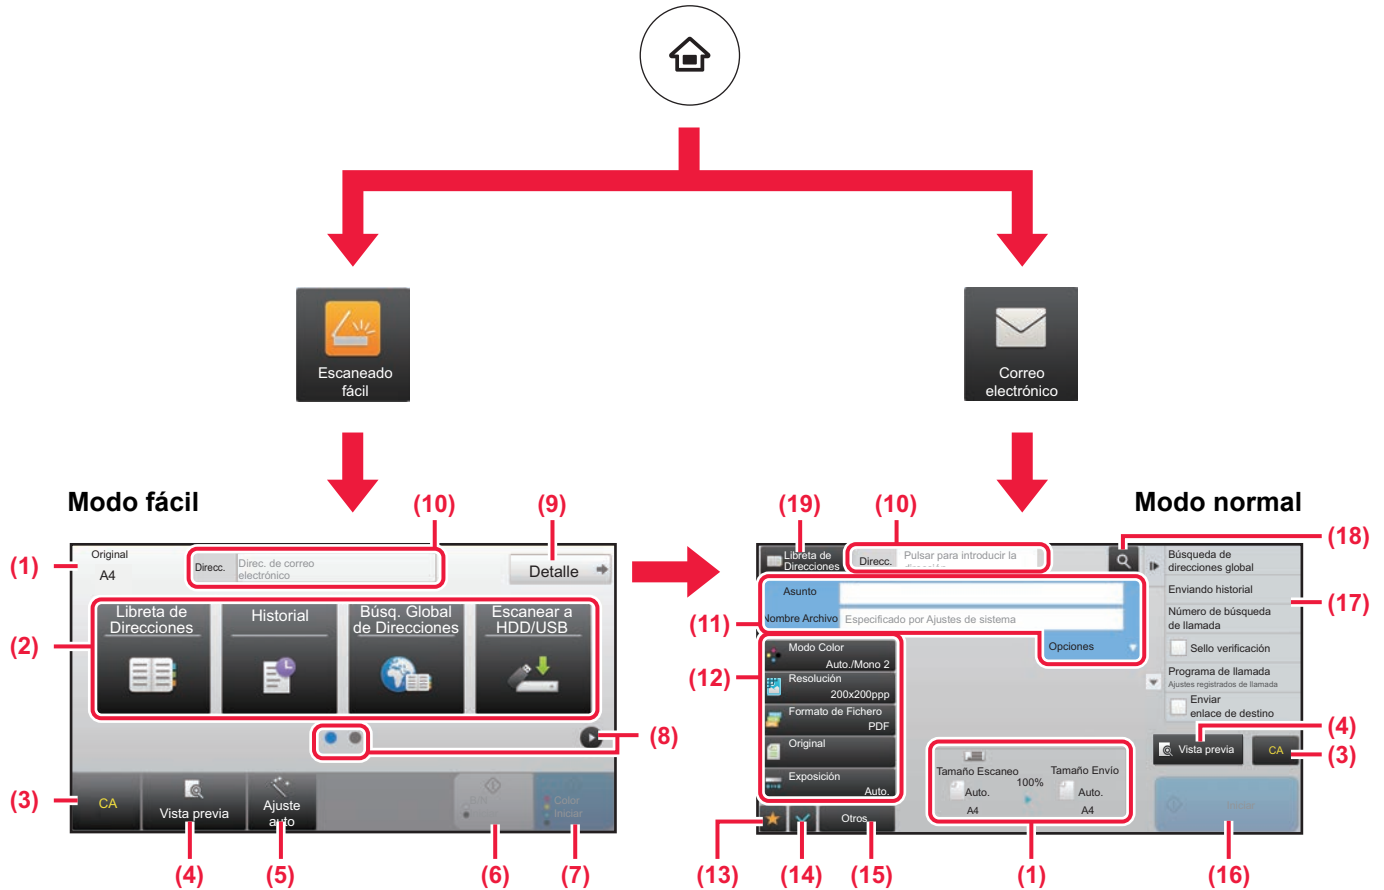 Escaneado
fácil
Correo
electrónico
Modo fácil
Modo normal
(10)
(9)
(19)
(10)
(18)
(1)
Original
A4
Direcc.
Direc. de correo
electrónico
Detalle
(2)
Libreta de
Direcciones
Historial
Búsq. Global
de Direcciones
Escanear a
HDD/USB
(8)
(3)
CA
Vista previa
Ajuste
auto
Color
Iniciar
(4)
(5)
(6)
(7)
Libreta de
Direcciones
Direcc.
Pulsar para introducir la
Búsqueda de
direcciones global
Enviando historial
(17)
Número de búsqueda
de llamada
Sello verificación
Programa de llamada
Ajustes registrados de llamada
Enviar
enlace de destino
(11)
Asunto
Nombre Archivo
Especificado por Ajustes de sistema
Opciones
(12)
Modo Color
Auto./Mono 2
Resolución
200x200ppp
Formato de Fichero
PDF
Original
Exposición
Auto.
Tamaño Escaneo
100%
Tamaño Envío
Auto.
Auto.
A4
A4
(4)
Vista previa
CA
(3)
Otros
(13)
(14)
(15)
(1)
(16)